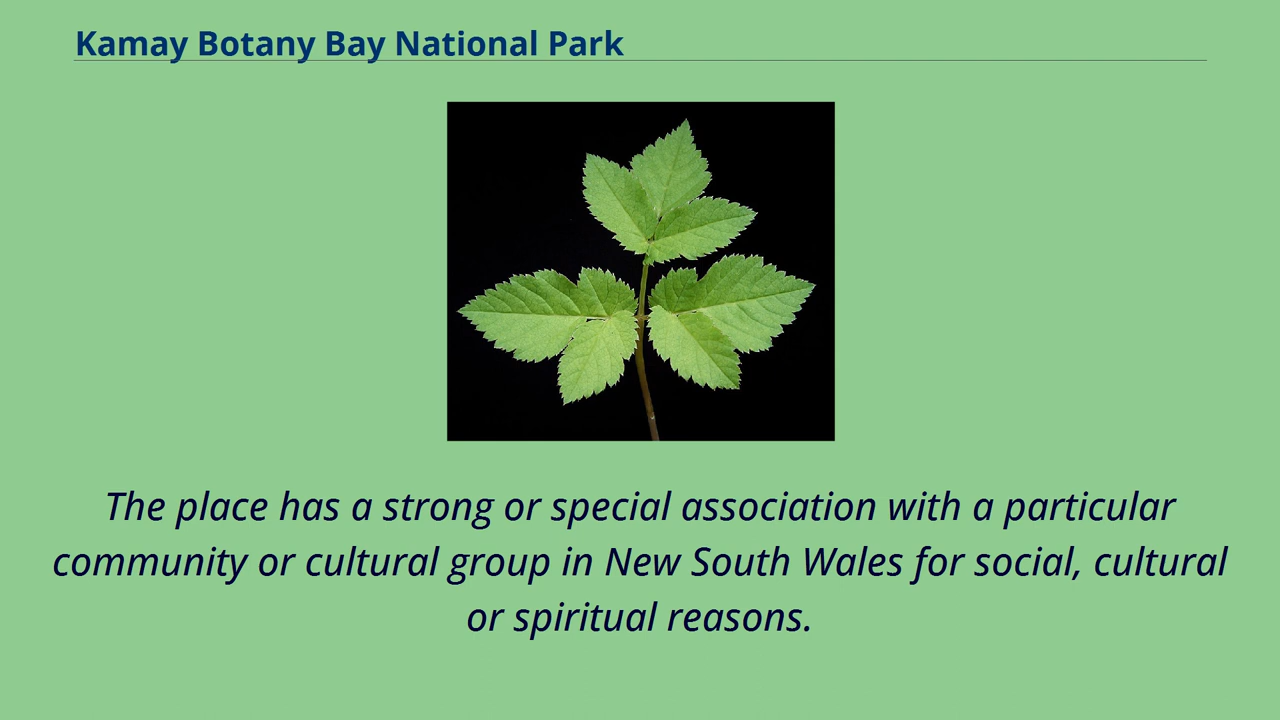 Kamay Botany Bay National Park
The place has a strong or special association with a particular
community or cultural group in New South Wales for social, cultural
or spiritual reasons.